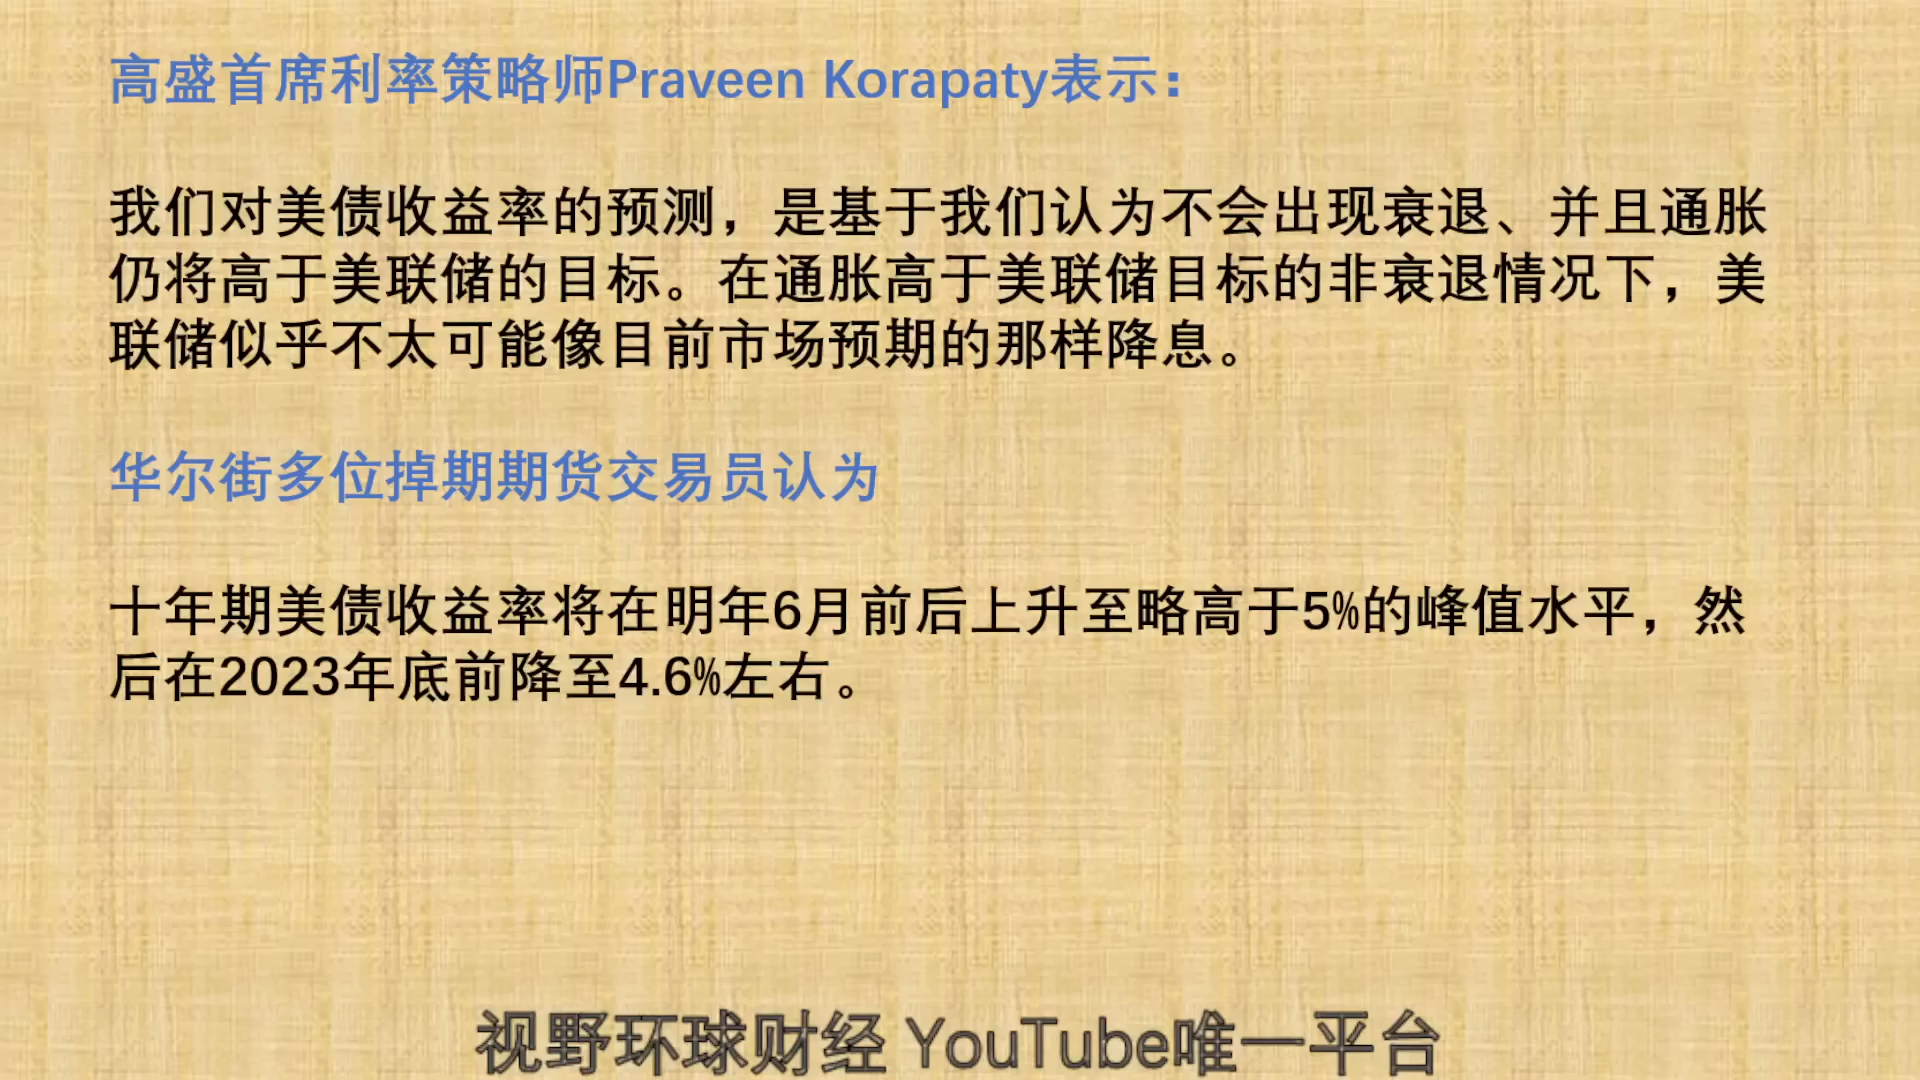 高盛首席利率策略师Praveen Korapaty表示：
我们对美债收益率的预测，是基于我们认为不会出现衰退、并且通胀
仍将高于美联储的目标。在通胀高于美联储目标的非衰退情况下，美
联储似乎不太可能像目前市场预期的那样降息。
华尔街多位掉期期货交易员认为
十年期美债收益率将在明年6月前后上升至略高于5%的峰值水平，然
后在2023年底前降至4.6%左右。
视野环球财经 YouTube唯一平台